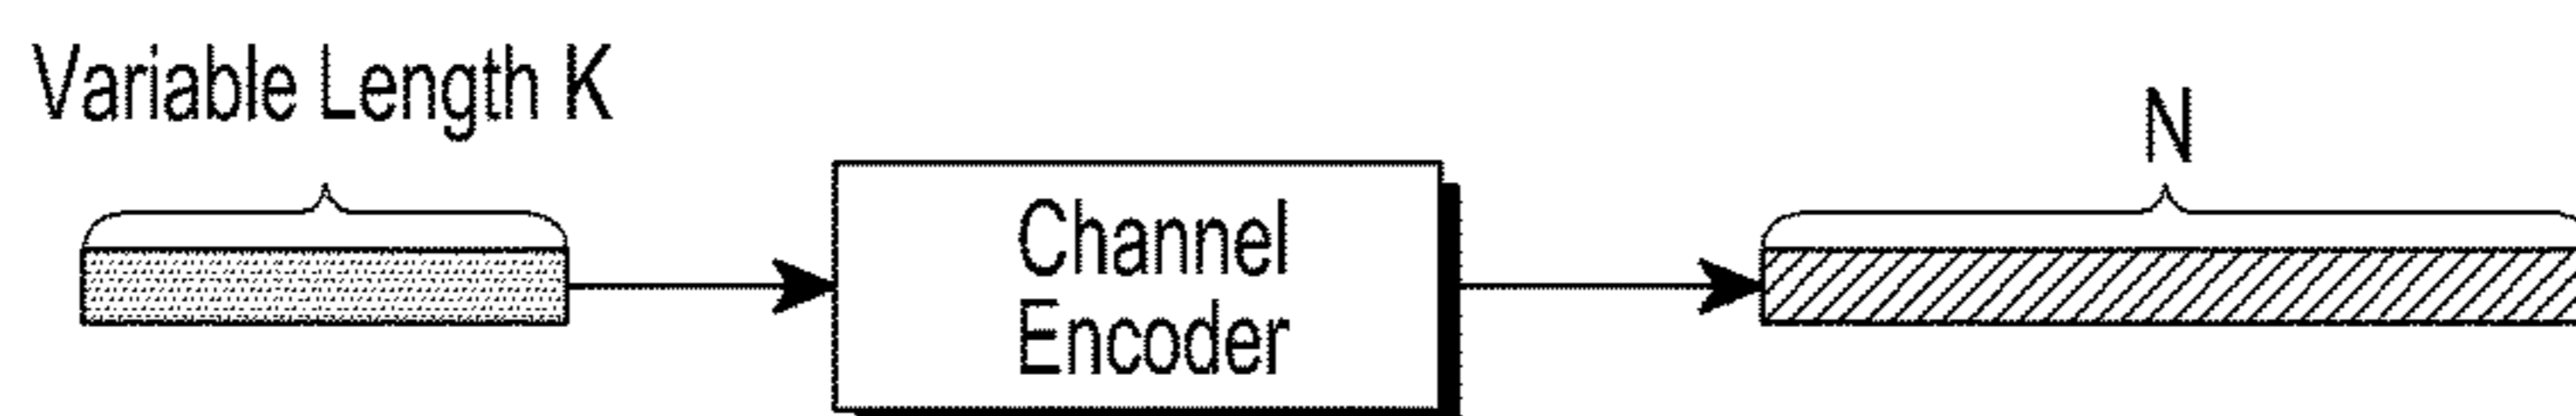 Variable Length K
N
Channel
Encoder